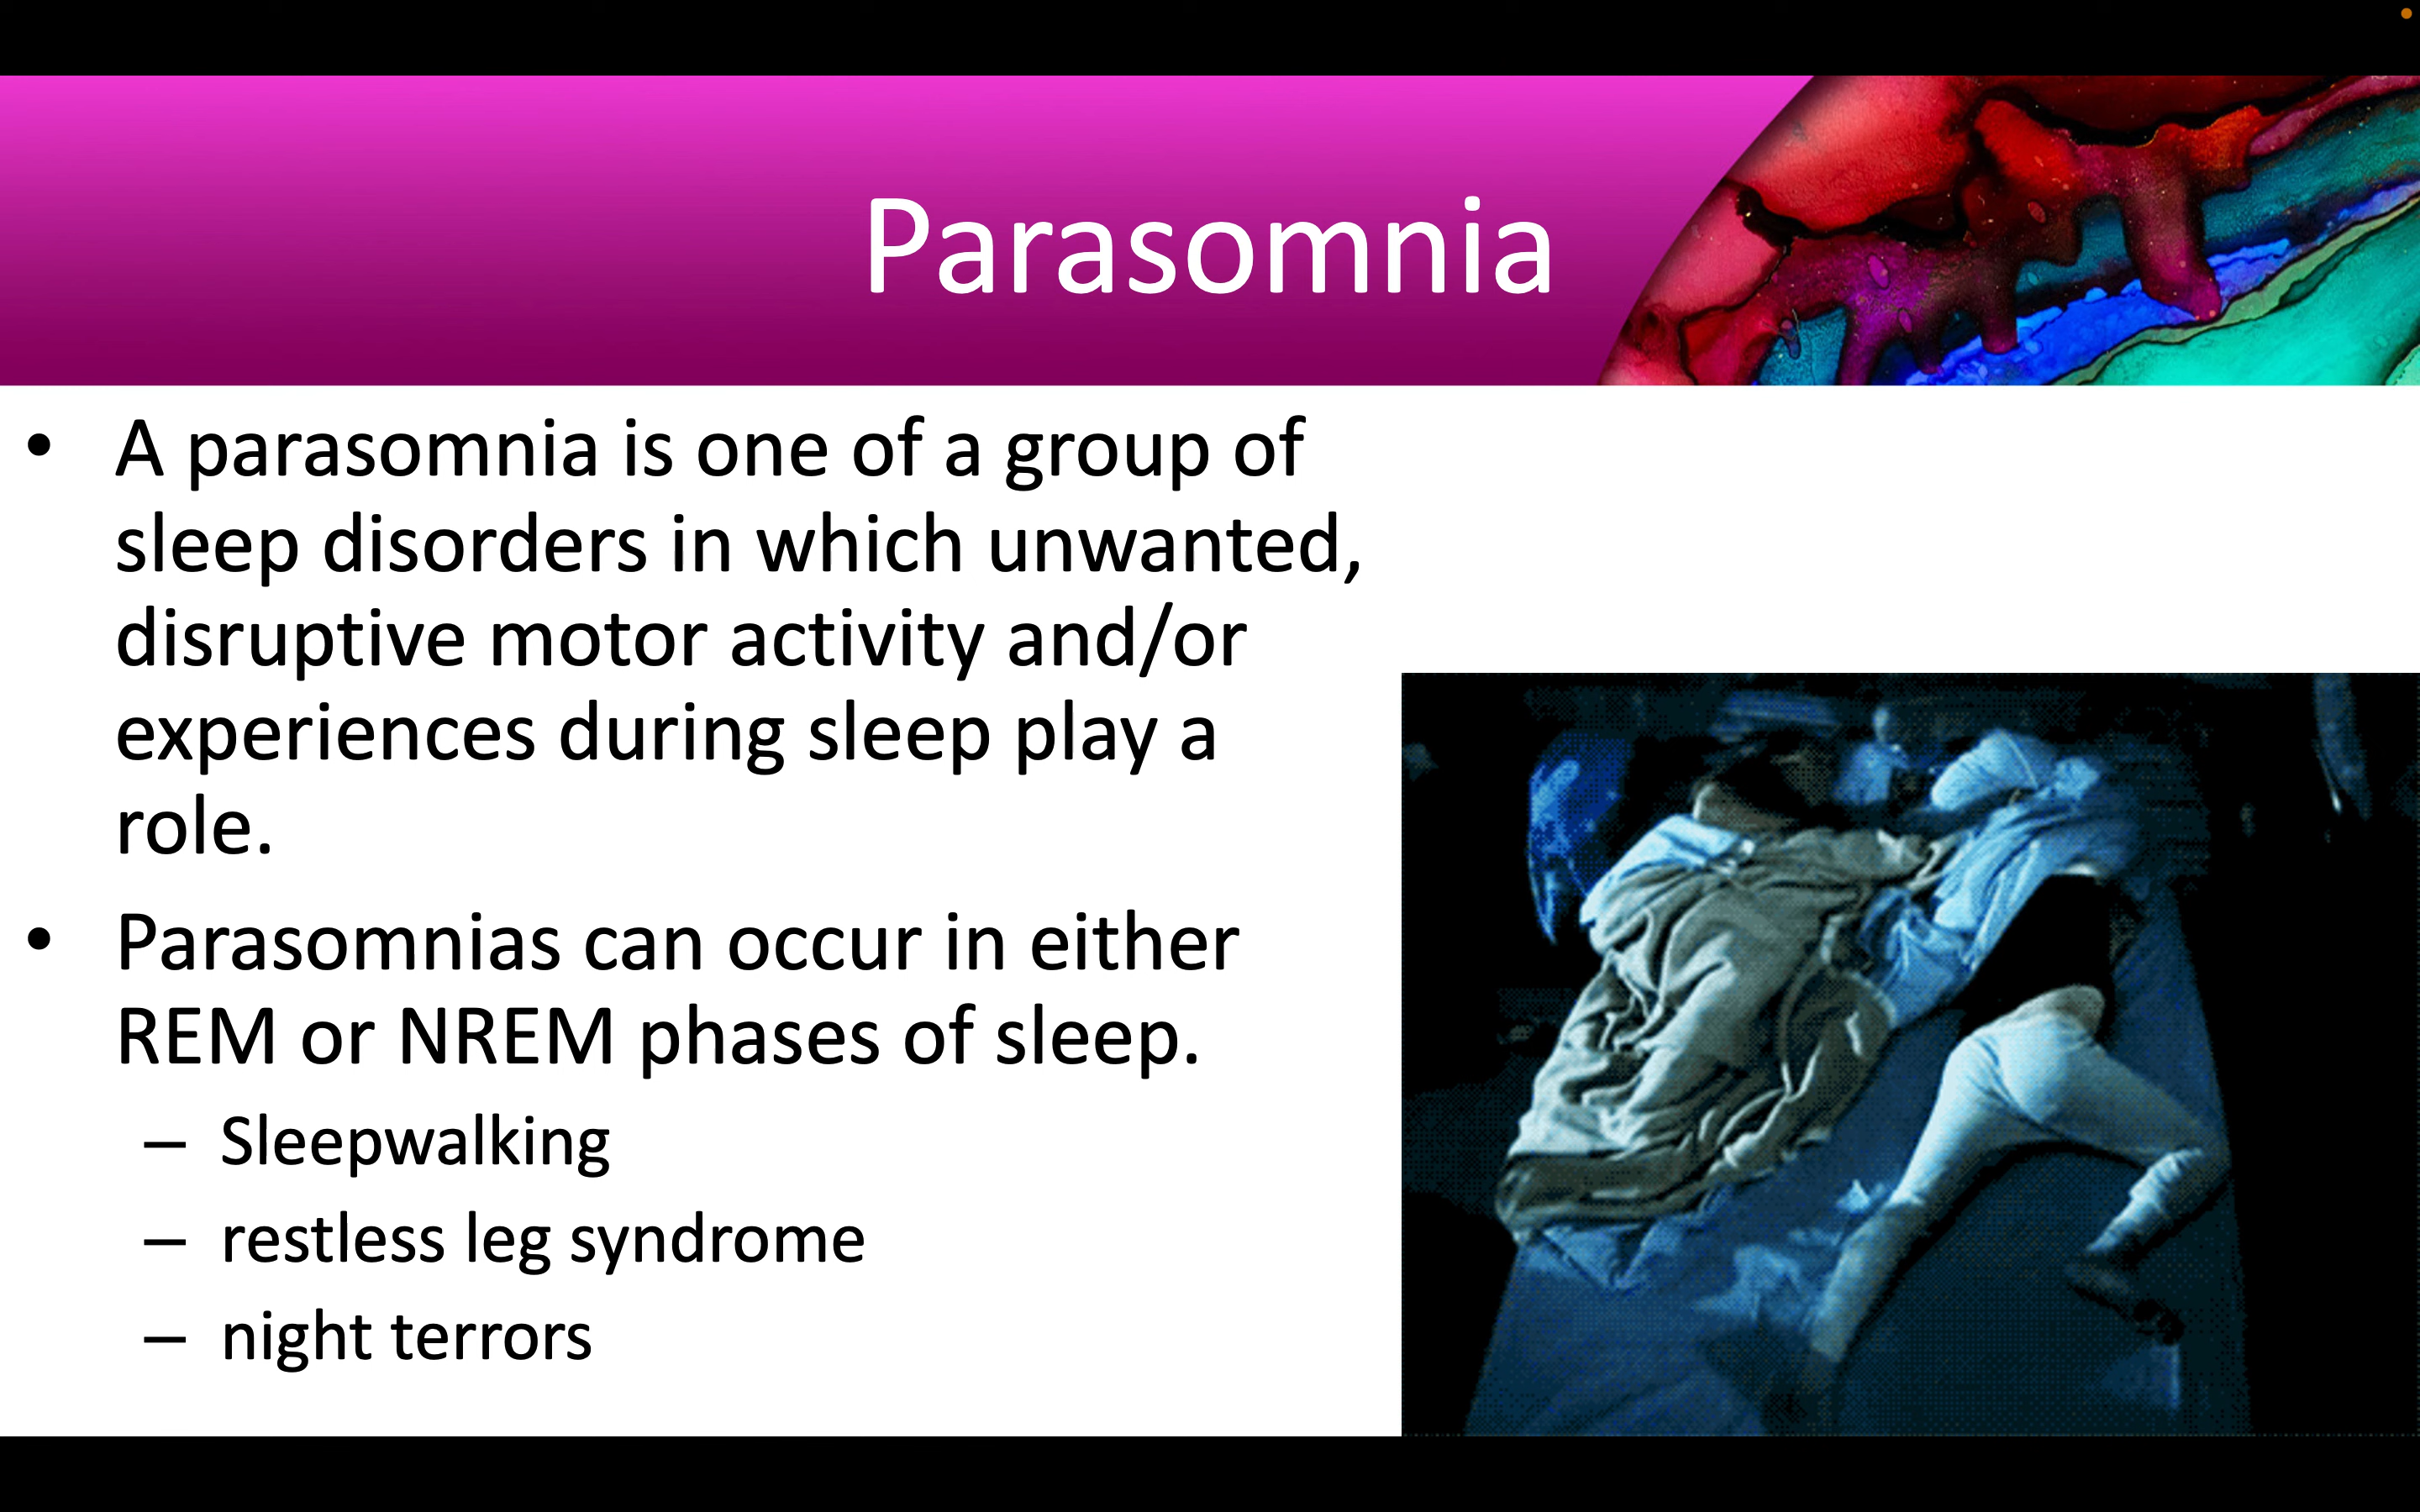 Parasomnia
• A parasomnia is one of a group of
sleep disorders in which unwanted,
disruptive motor activity and/or
experiences during sleep play a
role.
• Parasomnias can occur in either
REM or NREM phases of sleep.
– Sleepwalking
– restless leg syndrome
– night terrors